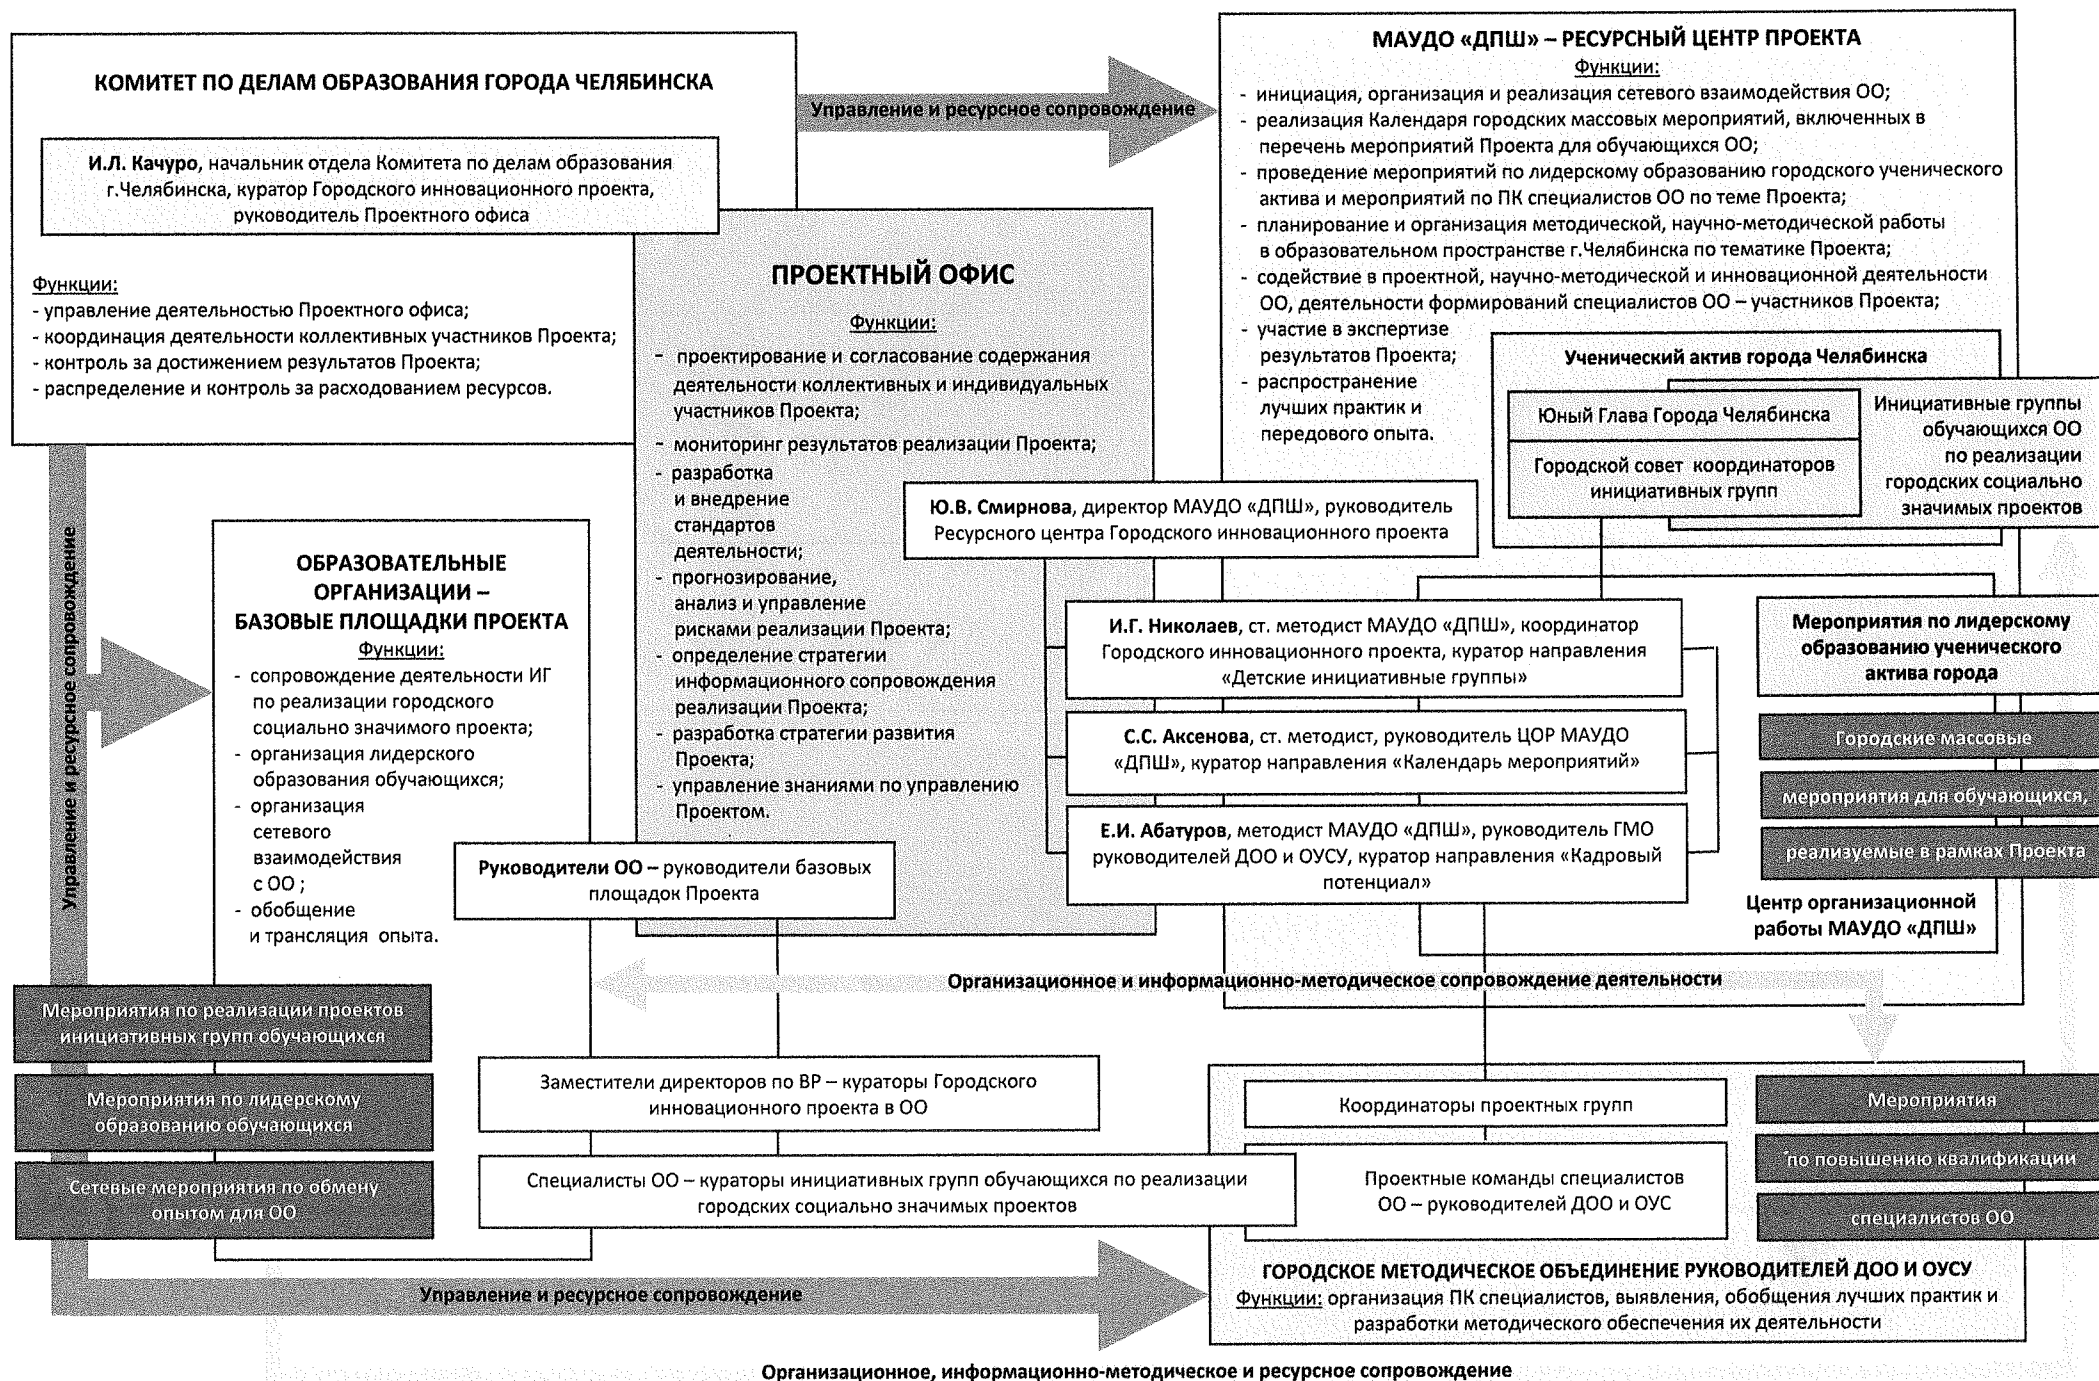 КОМИТЕТ ПО ДЕЛАМ ОБРАЗОВАНИЯ ГОРОДА ЧЕЛЯБИНСКА
И.Л. Качуро, начальник отдела Комитета по делам образования
г.Челябинска, куратор Городского инновационного проекта,
руководитель Проектного офиса
Функции:
- управление деятельностью Проектного офиса;
- координация деятельности коллективных участников Проекта;
- контроль за достижением результатов Проекта;
- распределение и контроль за расходованием ресурсов.
Управление и ресурсное сопровождение
МАУДО «ДПШ» – РЕСУРСНЫЙ ЦЕНТР ПРОЕКТА
Функции:
- инициация, организация и реализация сетевого взаимодействия ОО;
- реализация Календаря городских массовых мероприятий, включенных в
перечень мероприятий Проекта для обучающихся ОО;
- проведение мероприятий по лидерскому образованию городского ученического
актива и мероприятий по ПК специалистов ОО по теме Проекта;
- планирование и организация методической, научно-методической работы
в образовательном пространстве г.Челябинска по тематике Проекта;
- содействие в проектной, научно-методической и инновационной деятельности
ОО, деятельности формирований специалистов ОО – участников Проекта;
- участие в экспертизе
результатов Проекта;
- распространение
лучших практик и
передового опыта.
Ученический актив города Челябинска
Юный Глава Города Челябинска
Городской совет координаторов
инициативных групп
Инициативные группы
обучающихся ОО
по реализации
городских социально
значимых проектов
ПРОЕКТНЫЙ ОФИС
Функции:
- проектирование и согласование содержания
деятельности коллективных и индивидуальных
участников Проекта;
- мониторинг результатов реализации Проекта;
- разработка
и внедрение
стандартов
деятельности;
- прогнозирование,
анализ и управление
рисками реализации Проекта;
- определение стратегии
информационного сопровождения
реализации Проекта;
- разработка стратегии развития
Проекта;
- управление знаниями по управлению
Проектом.
Ю.В. Смирнова, директор МАУДО «ДПШ», руководитель
Ресурсного центра Городского инновационного проекта
И.Г. Николаев, ст. методист МАУДО «ДПШ», координатор
Городского инновационного проекта, куратор направления
«Детские инициативные группы»
С.С. Аксенова, ст. методист, руководитель ЦОР МАУДО
«ДПШ», куратор направления «Календарь мероприятий»
Е.И. Абатуров, методист МАУДО «ДПШ», руководитель ГМО
руководителей ДОО и ОУСУ, куратор направления «Кадровый
потенциал»
Мероприятия по лидерскому
образованию ученического
актива города
Городские массовые
мероприятия для обучающихся,
реализуемые в рамках Проекта
Центр организационной
работы МАУДО «ДПШ»
Управление и ресурсное сопровождение
ОБРАЗОВАТЕЛЬНЫЕ
ОРГАНИЗАЦИИ –
БАЗОВЫЕ ПЛОЩАДКИ ПРОЕКТА
Функции:
- сопровождение деятельности ИГ
по реализации городского
социально значимого проекта;
- организация лидерского
образования обучающихся;
- организация
сетевого
взаимодействия
с ОО ;
- обобщение
и трансляция опыта.
Руководители ОО – руководители базовых
площадок Проекта
Организационное и информационно-методическое сопровождение деятельности
Мероприятия по реализации проектов
инициативных групп обучающихся
Мероприятия по лидерскому
образованию обучающихся
Сетевые мероприятия по обмену
опытом для ОО
Заместители директоров по ВР – кураторы Городского
инновационного проекта в ОО
Специалисты ОО – кураторы инициативных групп обучающихся по реализации
городских социально значимых проектов
Координаторы проектных групп
Проектные команды специалистов
ОО – руководителей ДОО и ОУС
Мероприятия
по повышению квалификации
специалистов ОО
ГОРОДСКОЕ МЕТОДИЧЕСКОЕ ОБЪЕДИНЕНИЕ РУКОВОДИТЕЛЕЙ ДОО И ОУСУ
Функции: организация ПК специалистов, выявления, обобщения лучших практик и
разработки методического обеспечения их деятельности
Управление и ресурсное сопровождение
Организационное, информационно-методическое и ресурсное сопровождение